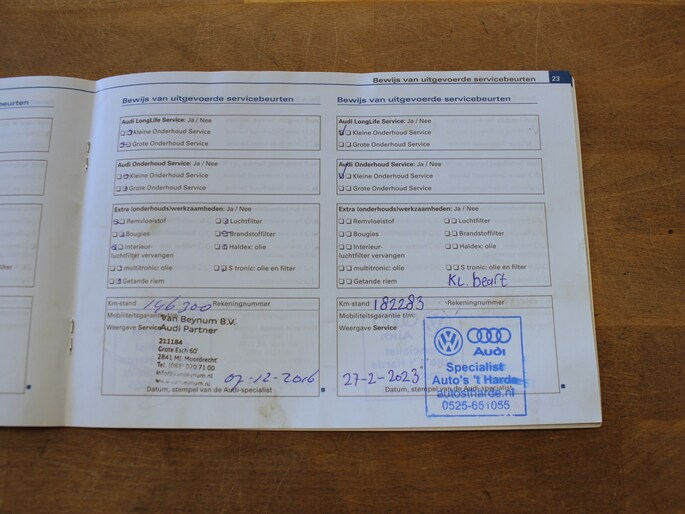 Bewijs van uitgevoerde servicebeurten 23
beurten
Bewijs van uitgevoerde servicebeurten
Audi LongLife Service: Ja / Nee
Kleine Onderhoud Service
Grote Onderhoud Service
Audi Onderhoud Service: Ja / Nee
Kleine Onderhoud Service
Grote Onderhoud Service
Extra (onderhouds)werkzaamheden: Ja / Nee
Remvloeistof Luchtfilter
Bougies Brandstoffilter
Interieur- Haldex: olie
luchtfilter vervangen
multitronic: olie S tronic: olie en filter
Getande riem
Km-stand 146300 Rekeningnummer
Mobiliteitsgarantie
Weergave Service
Van Beynum B.V.
Audi Partner
211184
Grote Esch 60
2841 MJ Moordrecht
07-12-2016
Datum, stempel van de Audi-specialist
Bewijs van uitgevoerde servicebeurten
Audi LongLife Service: Ja / Nee
Kleine Onderhoud Service
Grote Onderhoud Service
Audi Onderhoud Service: Ja / Nee
Kleine Onderhoud Service
Grote Onderhoud Service
Extra (onderhouds)werkzaamheden: Ja / Nee
Remvloeistof Luchtfilter
Bougies Brandstoffilter
Interieur- Haldex: olie
luchtfilter vervangen
multitronic: olie S tronic: olie en filter
Getande riem KL. beurt
Km-stand 182283 Rekeningnummer
Mobiliteitsgarantie t/m:
Weergave Service
Audi
Specialist
Auto's 't Harde
autostharde.nl
0525-651055
27-2-2023
Datum, stempel van de Audi-specialist